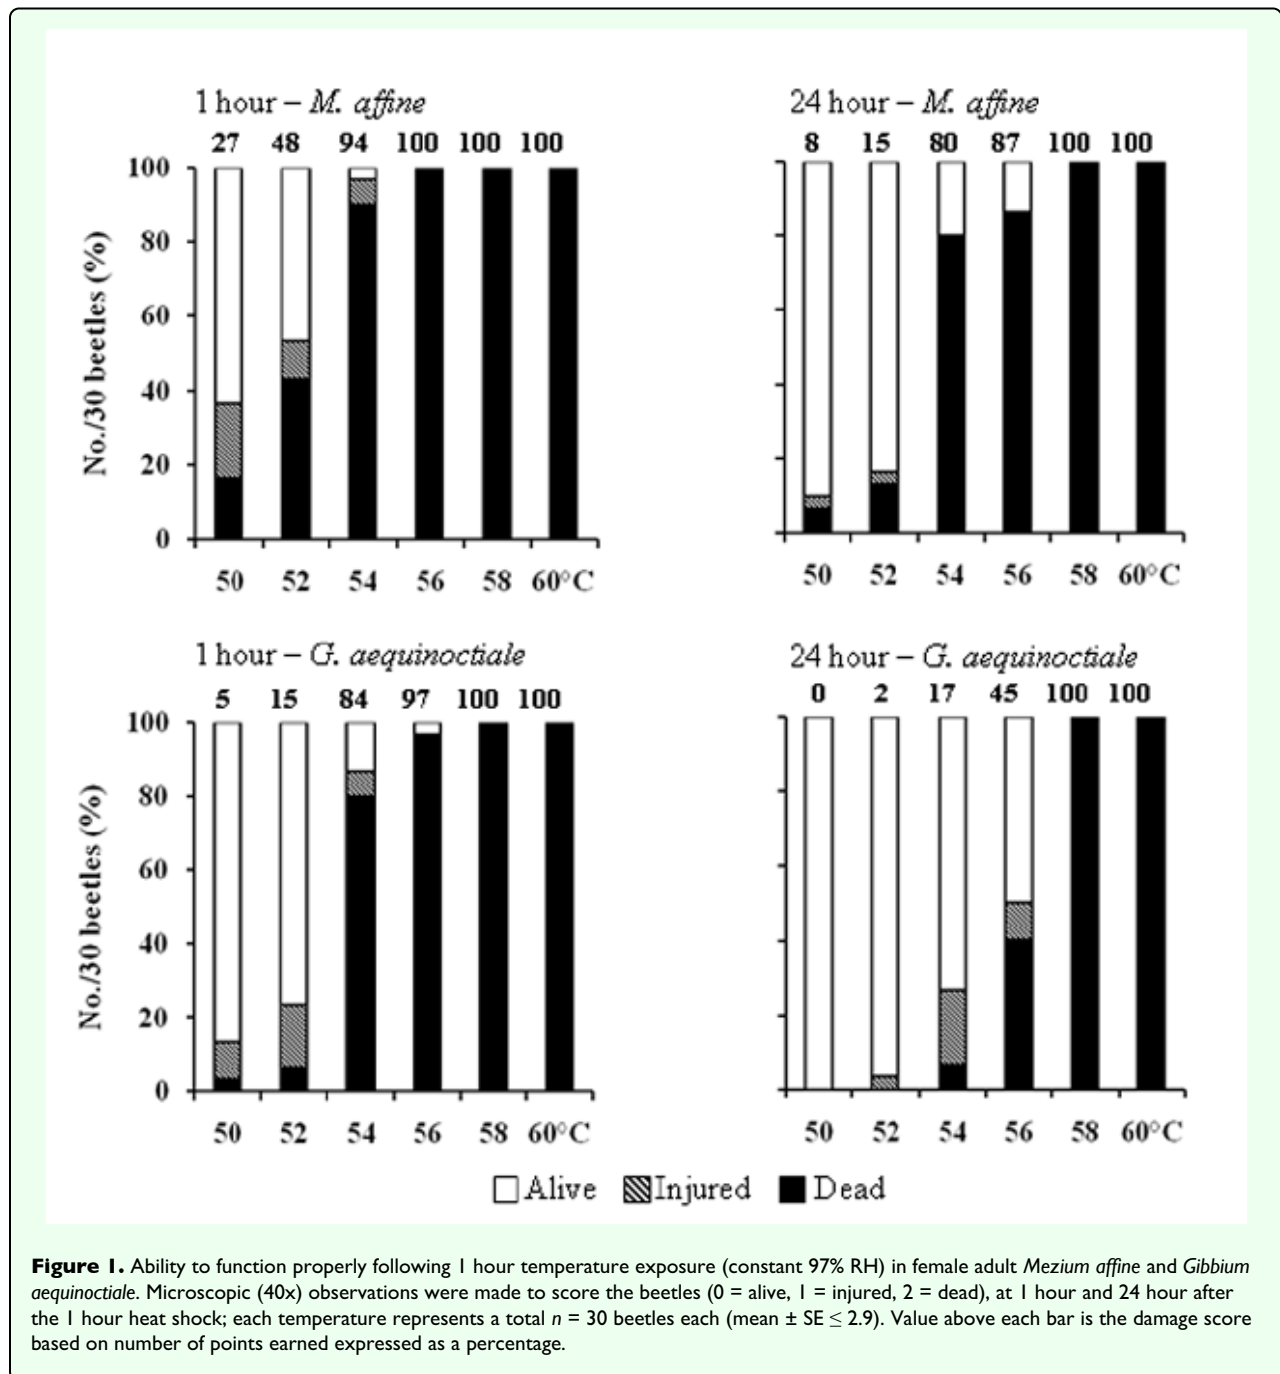 1 hour – M. affine
27 48 94 100 100 100
No./30 beetles (%)
100
80
60
40
20
0
50 52 54 56 58 60°C
24 hour – M. affine
8 15 80 87 100 100
50 52 54 56 58 60°C
1 hour – G. aequinoctiale
5 15 84 97 100 100
No./30 beetles (%)
100
80
60
40
20
0
50 52 54 56 58 60°C
24 hour – G. aequinoctiale
0 2 17 45 100 100
50 52 54 56 58 60°C
Alive Injured Dead
Figure 1. Ability to function properly following 1 hour temperature exposure (constant 97% RH) in female adult Mezium affine and Gibbium
aequinoctiale. Microscopic (40x) observations were made to score the beetles (0 = alive, 1 = injured, 2 = dead), at 1 hour and 24 hour after
the 1 hour heat shock; each temperature represents a total n = 30 beetles each (mean ± SE ≤ 2.9). Value above each bar is the damage score
based on number of points earned expressed as a percentage.